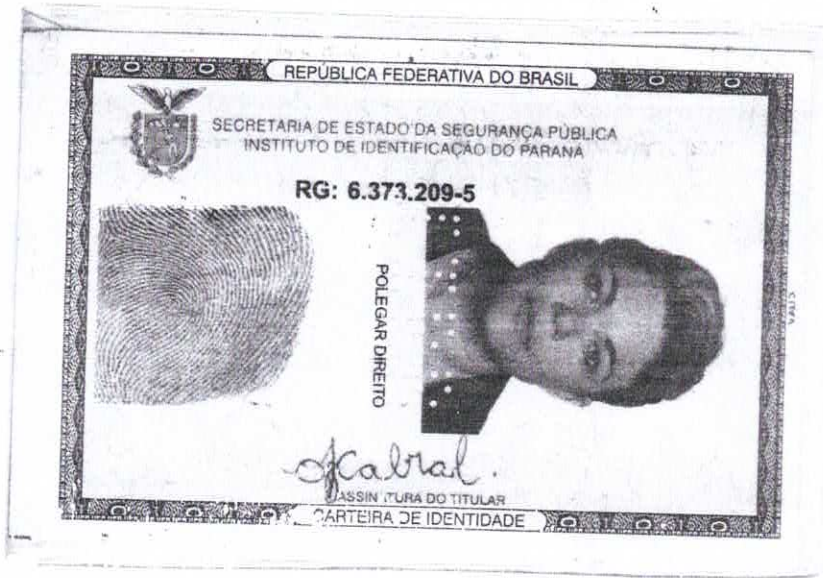 REPÚBLICA FEDERATIVA DO BRASIL
SECRETARIA DE ESTADO DA SEGURANÇA PÚBLICA
INSTITUTO DE IDENTIFICAÇÃO DO PARANÁ
RG: 6.373.209-5
POLEGAR DIREITO
Cabral.
ASSINATURA DO TITULAR
CARTEIRA DE IDENTIDADE